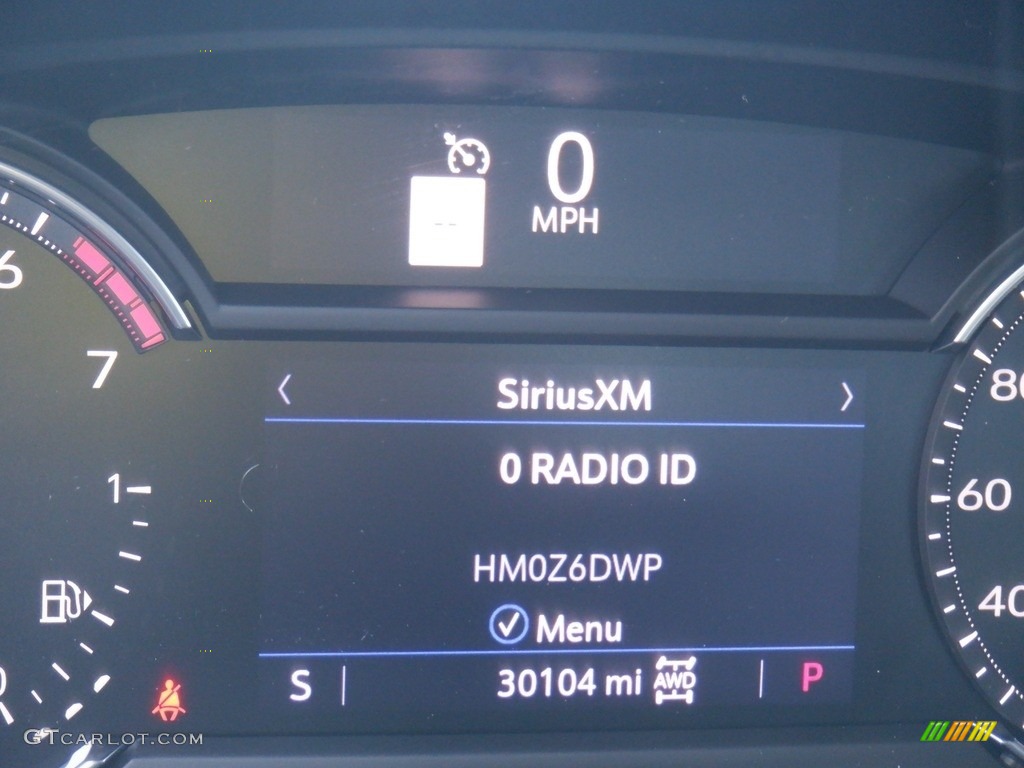 0
MPH
--
6
7
1
0
80
60
40
SiriusXM
0 RADIO ID
HM0Z6DWP
Menu
S
30104 mi
AWD
P
GTCARLOT.COM